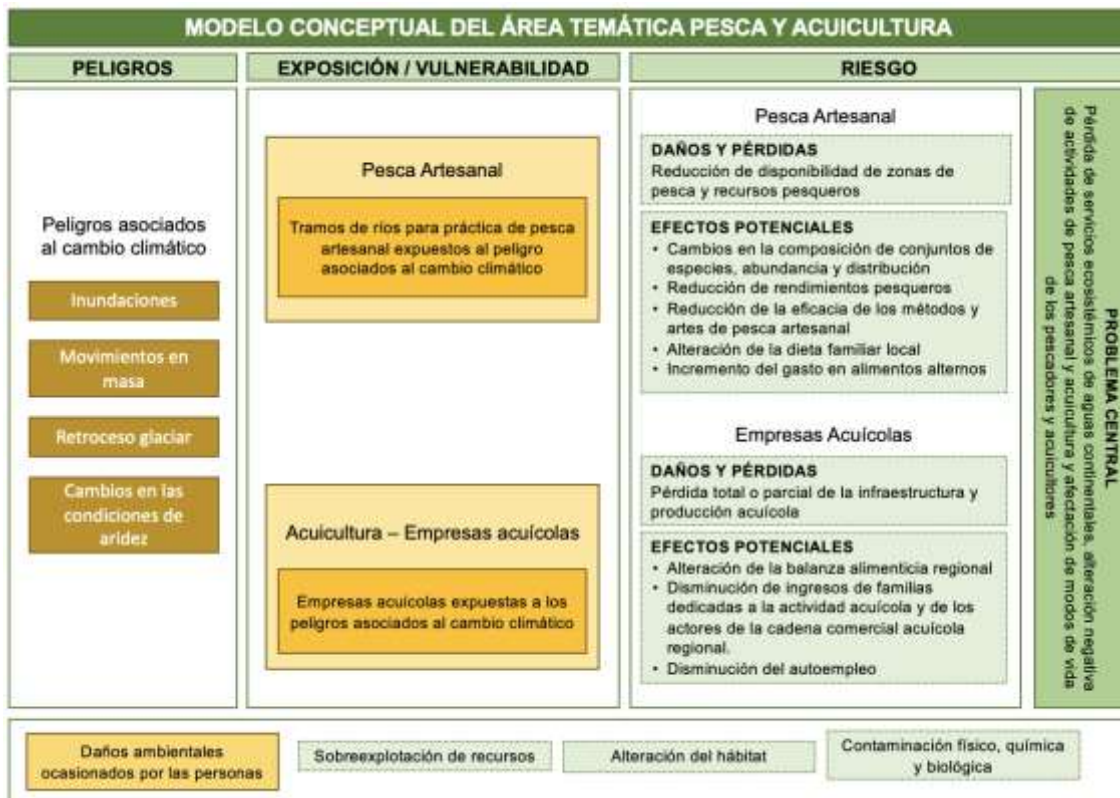 MODELO CONCEPTUAL DEL ÁREA TEMÁTICA PESCA Y ACUICULTURA
PELIGROS
EXPOSICIÓN / VULNERABILIDAD
RIESGO
Peligros asociados
al cambio climático
Inundaciones
Movimientos en
masa
Retroceso glaciar
Cambios en las
condiciones de
aridez
Pesca Artesanal
Tramos de ríos para práctica de pesca
artesanal expuestos al peligro
asociados al cambio climático
Acuicultura – Empresas acuícolas
Empresas acuícolas expuestas a los
peligros asociados al cambio climático
Pesca Artesanal
DAÑOS Y PÉRDIDAS
Reducción de disponibilidad de zonas de
pesca y recursos pesqueros
EFECTOS POTENCIALES
• Cambios en la composición de conjuntos de
especies, abundancia y distribución
• Reducción de rendimientos pesqueros
• Reducción de la eficacia de los métodos y
artes de pesca artesanal
• Alteración de la dieta familiar local
• Incremento del gasto en alimentos alternos
Empresas Acuícolas
DAÑOS Y PÉRDIDAS
Pérdida total o parcial de la infraestructura y
producción acuícola
EFECTOS POTENCIALES
• Alteración de la balanza alimenticia regional
• Disminución de ingresos de familias
dedicadas a la actividad acuícola y de los
actores de la cadena comercial acuícola
regional.
• Disminución del autoempleo
PROBLEMA CENTRAL
Pérdida de servicios ecosistémicos de aguas continentales, alteración negativa
de actividades de pesca artesanal y acuicultura y afectación de modos de vida
de los pescadores y acuicultores
Daños ambientales
ocasionados por las personas
Sobreexplotación de recursos
Alteración del hábitat
Contaminación físico, química
y biológica